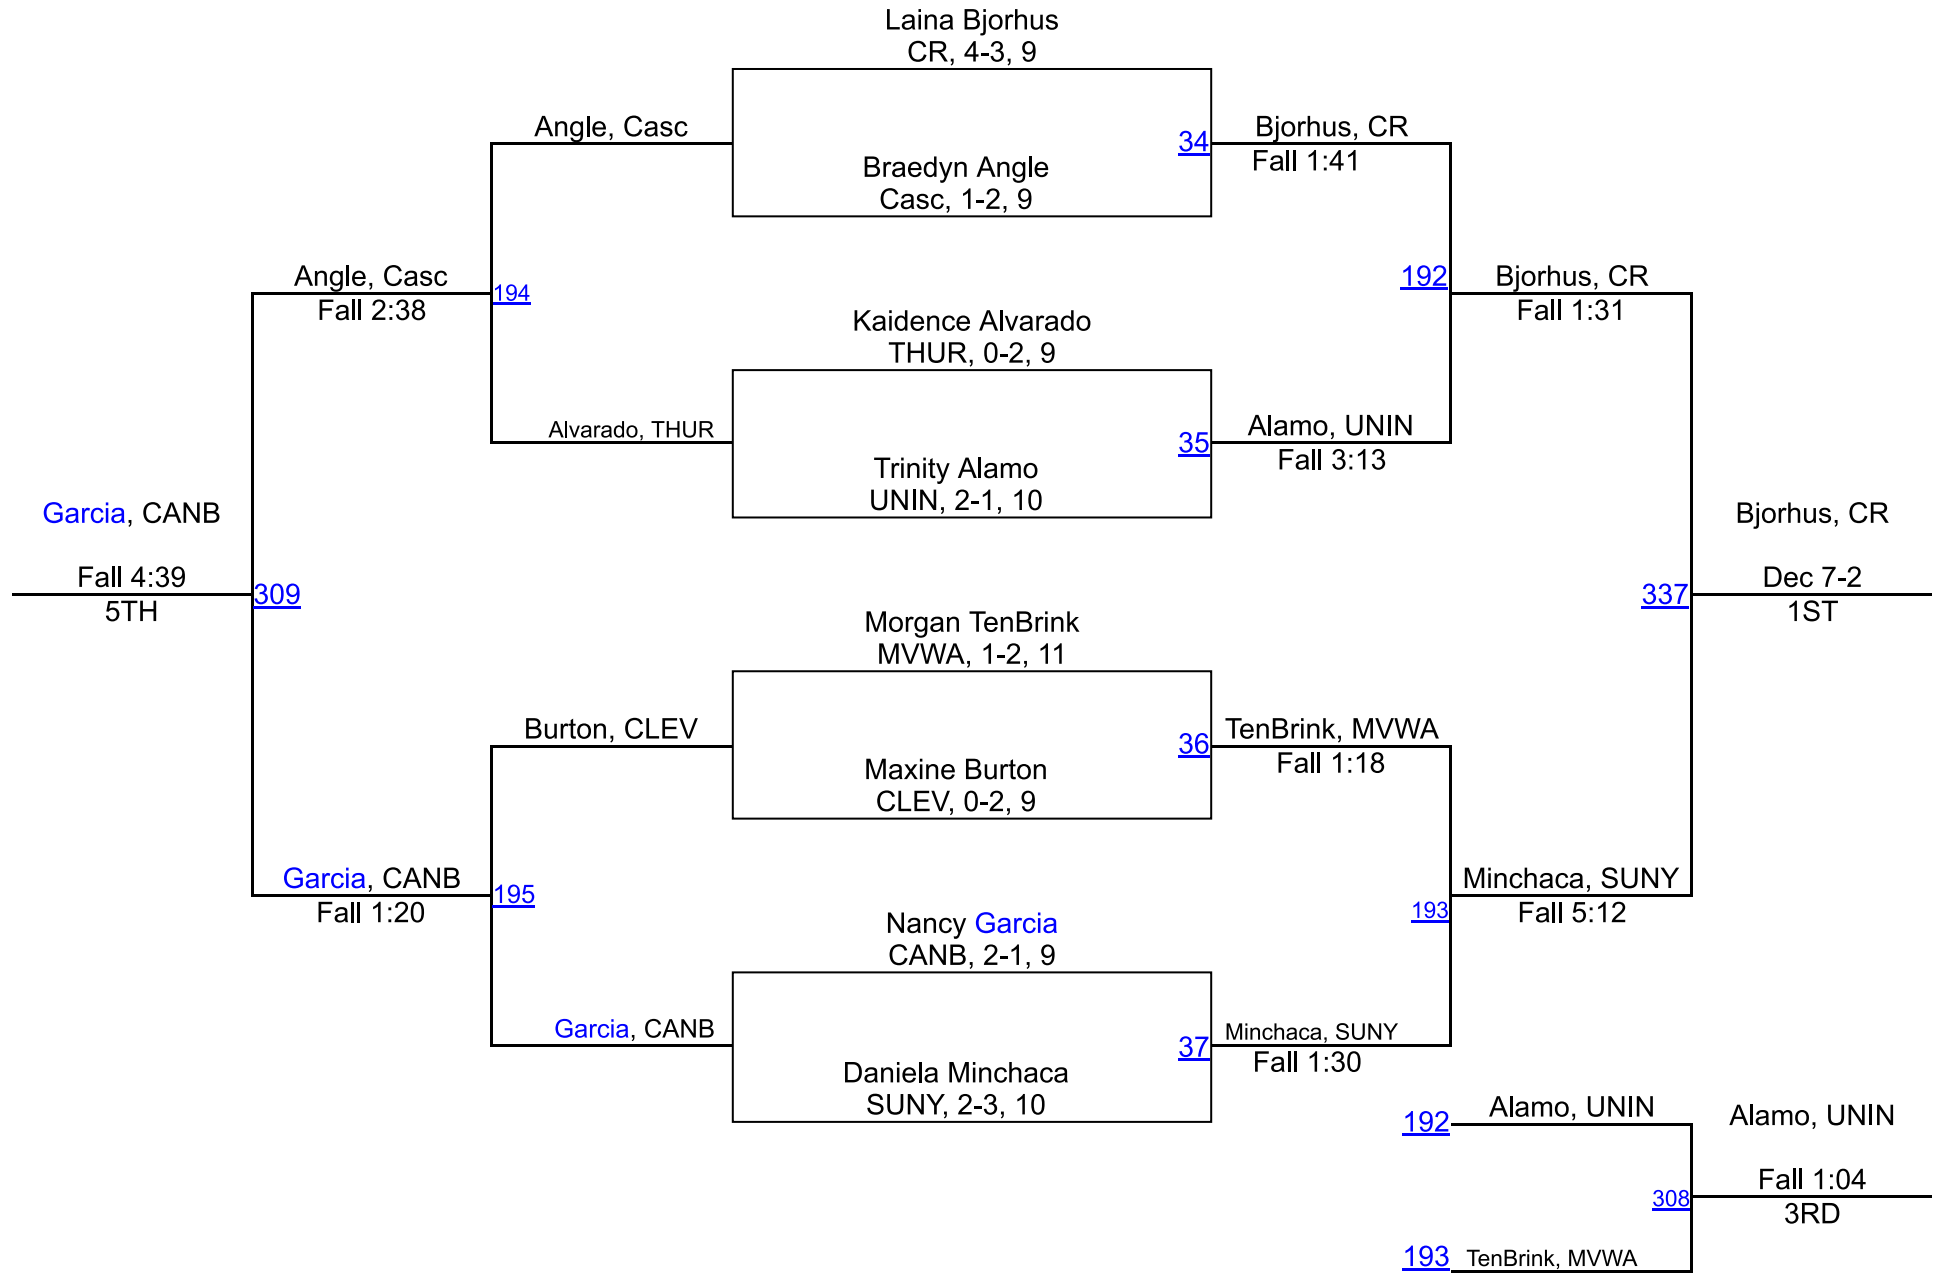 Laina Bjorhus
CR, 4-3, 9
Angle, Casc
34
Bjorhus, CR
Fall 1:41
Braedyn Angle
Casc, 1-2, 9
Angle, Casc
Fall 2:38
194
192
Bjorhus, CR
Fall 1:31
Kaidence Alvarado
THUR, 0-2, 9
Alvarado, THUR
35
Alamo, UNIN
Fall 3:13
Trinity Alamo
UNIN, 2-1, 10
Garcia, CANB
Fall 4:39
5TH
309
337
Bjorhus, CR
Dec 7-2
1ST
Morgan TenBrink
MVWA, 1-2, 11
Burton, CLEV
36
TenBrink, MVWA
Fall 1:18
Maxine Burton
CLEV, 0-2, 9
Garcia, CANB
Fall 1:20
195
193
Minchaca, SUNY
Fall 5:12
Nancy Garcia
CANB, 2-1, 9
Garcia, CANB
37
Minchaca, SUNY
Fall 1:30
Daniela Minchaca
SUNY, 2-3, 10
192
Alamo, UNIN
Alamo, UNIN
Fall 1:04
3RD
308
193
TenBrink, MVWA